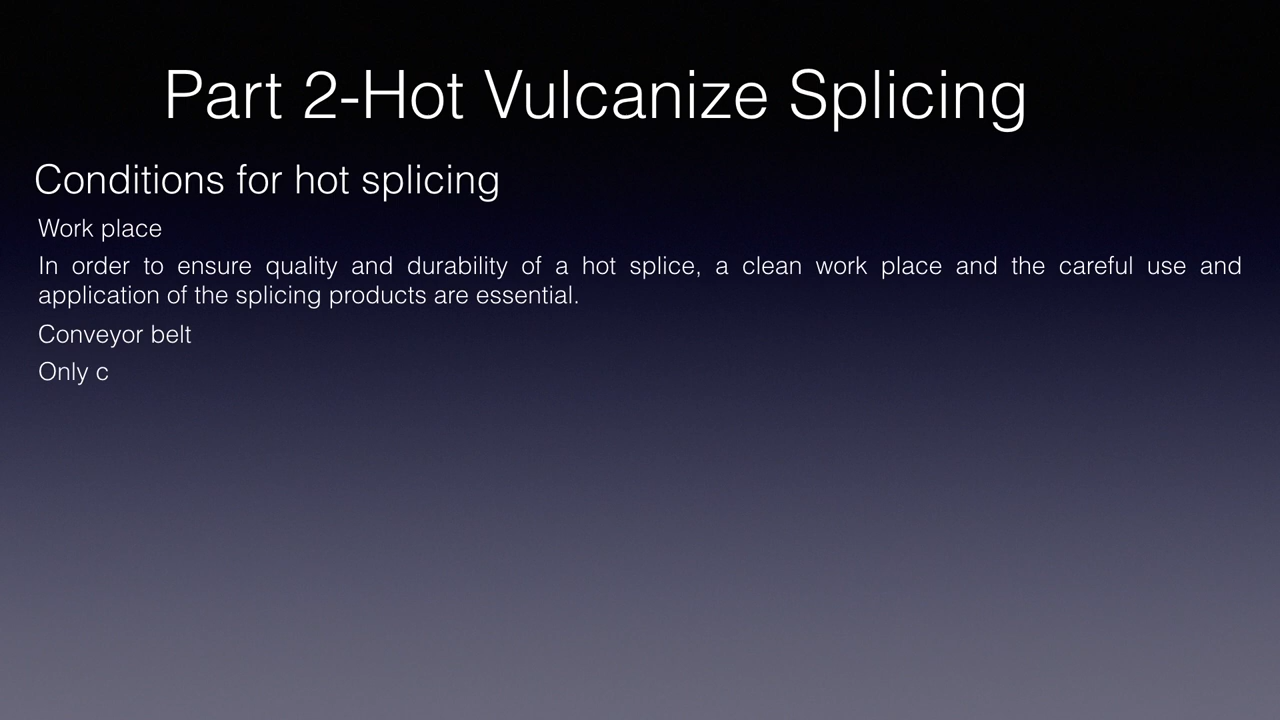 Part 2-Hot Vulcanize Splicing
Conditions for hot splicing
Work place
In order to ensure quality and durability of a hot splice, a clean work place and the careful use and
application of the splicing products are essential.
Conveyor belt
Only c